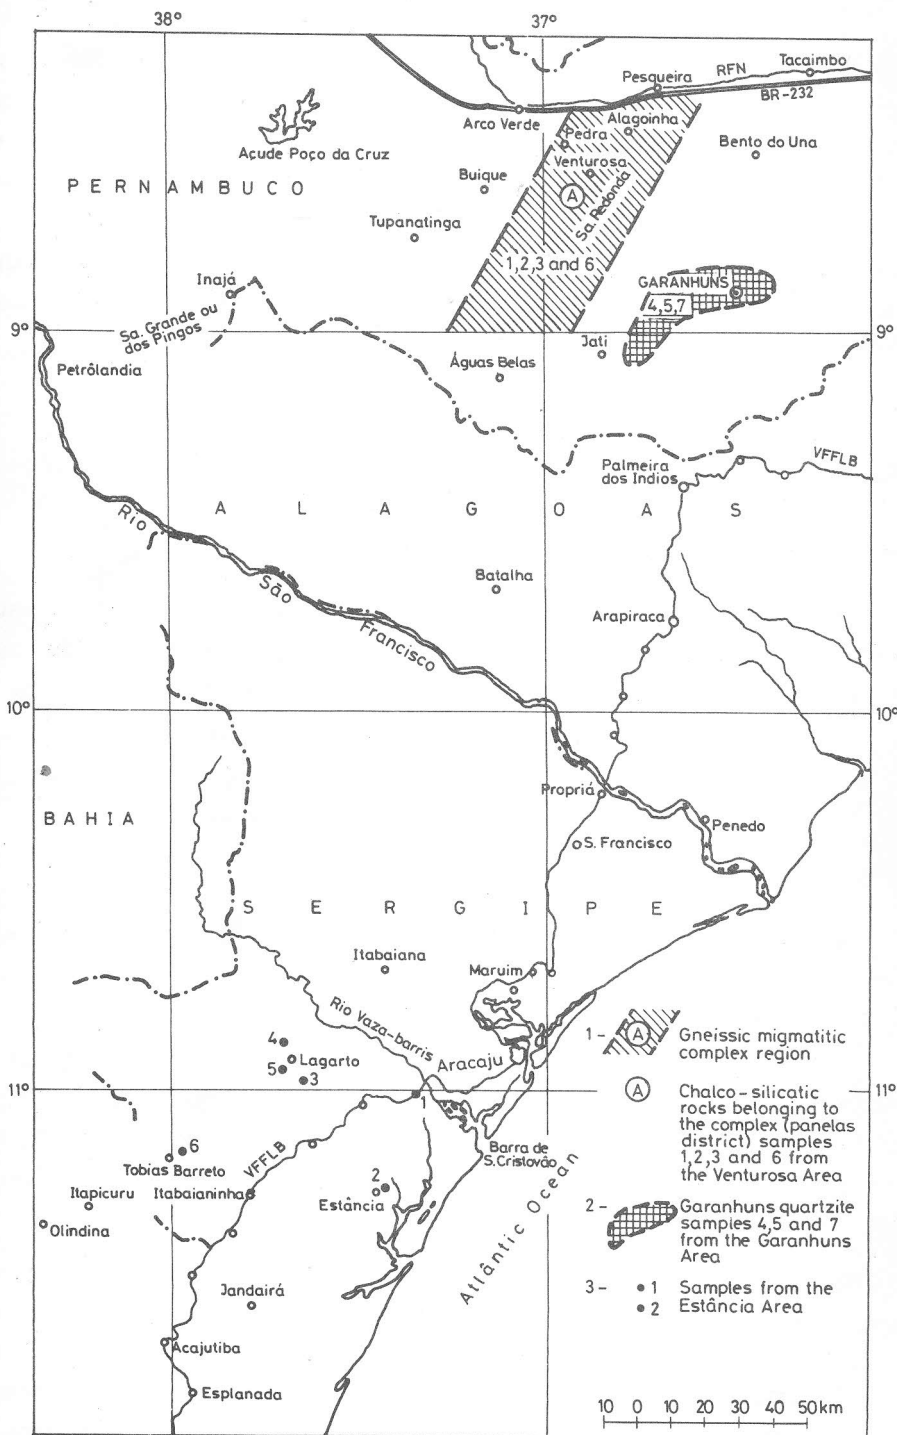 38°
37°
Tacaimbo
RFN
Pesqueira
BR-232
Arco Verde
Alagoinha
Pedra
Bento do Una
Açude Poço da Cruz
Venturosa
Buique
PERNAMBUCO
A
Sa. Redonda
Tupanatinga
1,2,3 and 6
Inajá
GARANHUNS
4,5,7
Sa. Grande ou
dos Pingos
9°
9°
Jati
Petrôlandia
Águas Belas
VFFLB
Palmeira
dos Indios
ALAGOAS
Rio
São
Francisco
Batalha
Arapiraca
10°
10°
Propriá
BAHIA
Penedo
S. Francisco
SERGIPE
Itabaiana
Maruim
Rio Vaza-barris
4
Lagarto
5
3
Aracaju
1 -
A
Gneissic migmatitic
complex region
11°
11°
1
A
Chalco-silicatic
rocks belonging to
the complex (panelas
district) samples
1,2,3 and 6 from
the Venturosa Area
6
Tobias Barreto
VFFLB
Barra de
S. Cristovão
Itapicuru
Itabaianinha
2
Estância
Olindina
Atlântic Ocean
2 -
Garanhuns quartzite
samples 4,5 and 7
from the Garanhuns
Area
Jandairá
3 -
1
2
Samples from the
Estância Area
Acajutiba
Esplanada
10 0 10 20 30 40 50 km